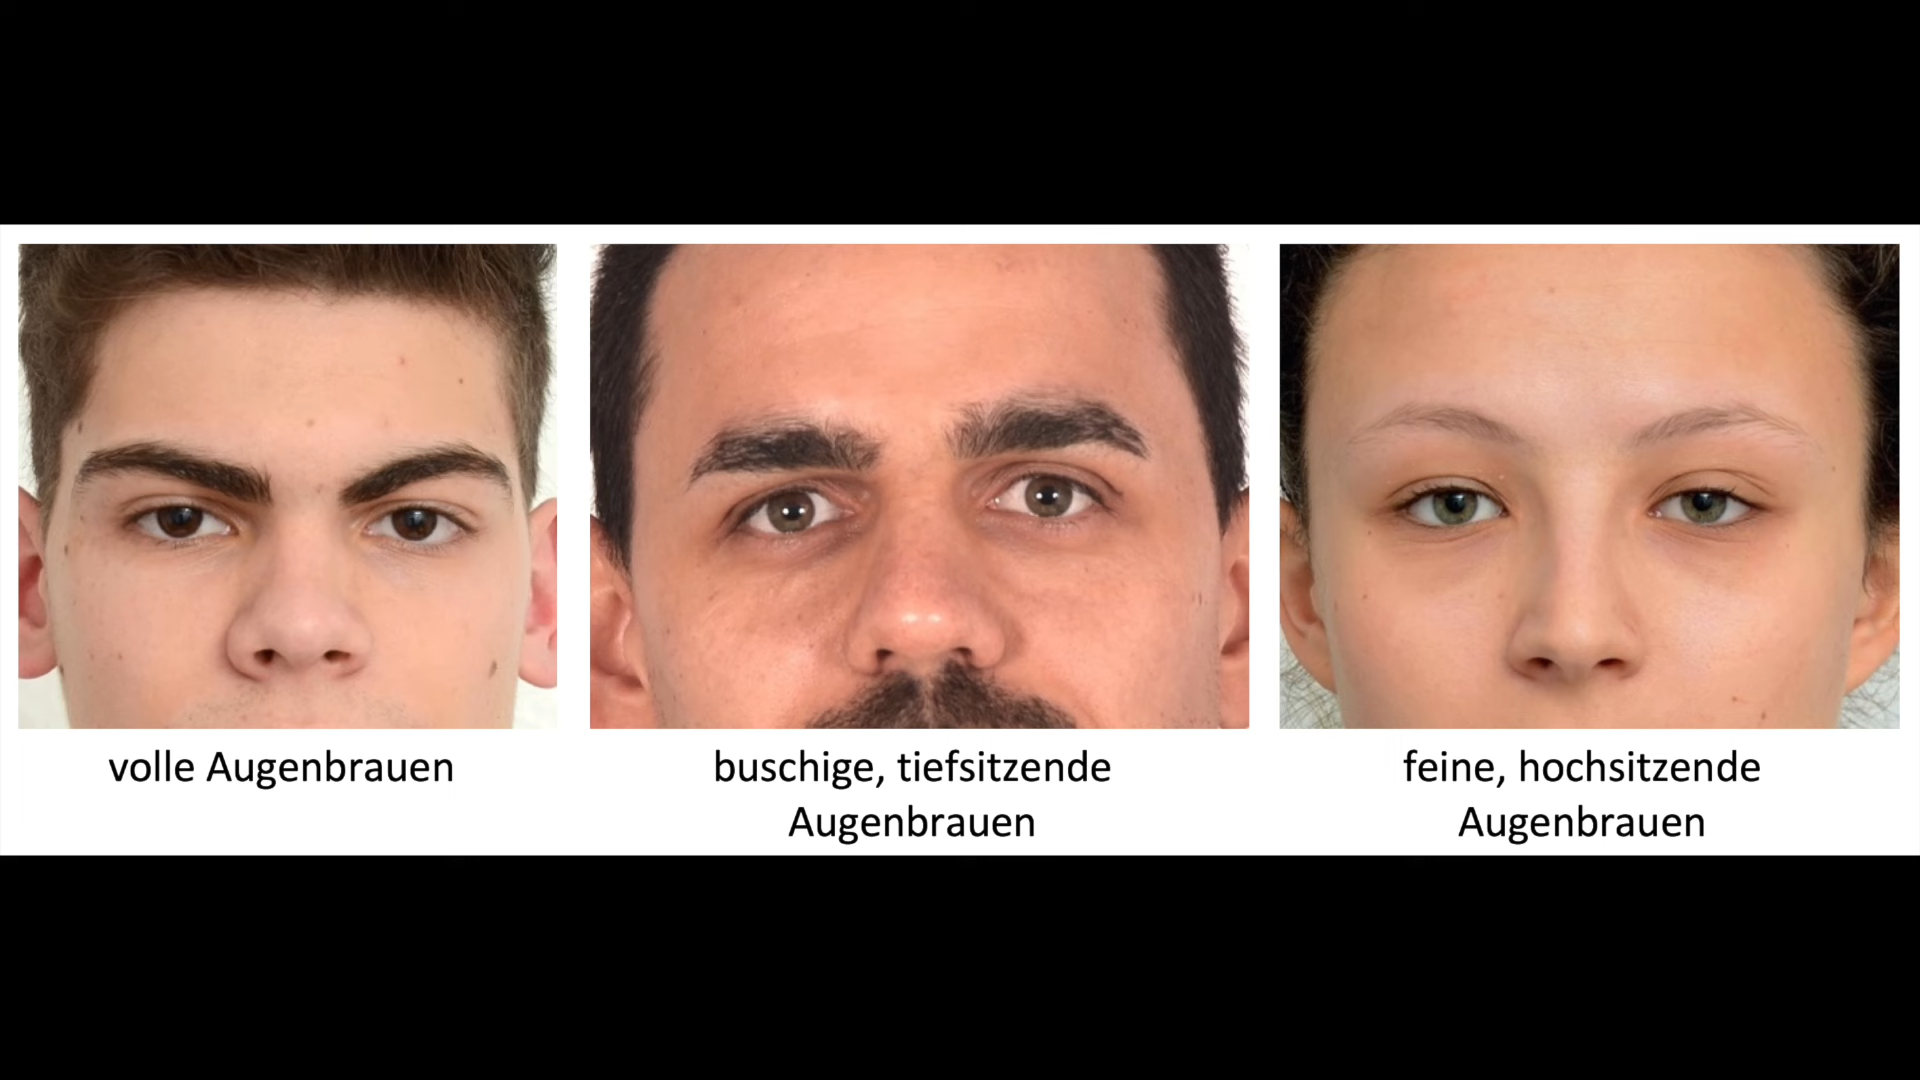 volle Augenbrauen
buschige, tiefsitzende
Augenbrauen
feine, hochsitzende
Augenbrauen